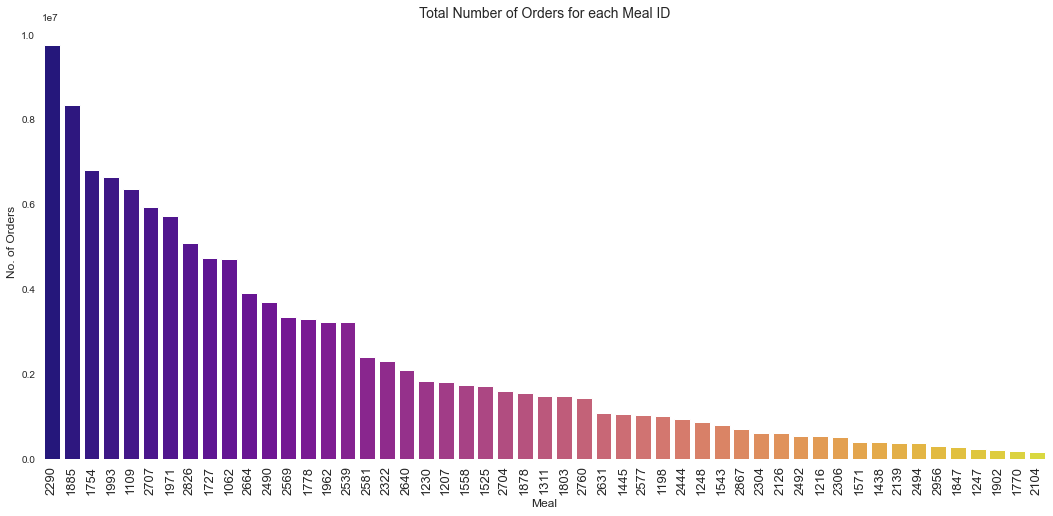 Total Number of Orders for each Meal ID
1e7
1.0
0.8
0.6
0.4
0.2
0.0
No. of Orders
2290 1885 1754 1993 1109 2707 1971 2826 1727 1062 2664 2490 2569 1778 1962 2539 2581 2322 2640 1230 1207 1558 1525 2704 1878 1311 1803 2760 2631 1445 2577 1198 2444 1248 1543 2867 2304 2126 2492 1216 2306 1571 1438 2139 2494 2956 1847 1247 1902 1770 2104
Meal